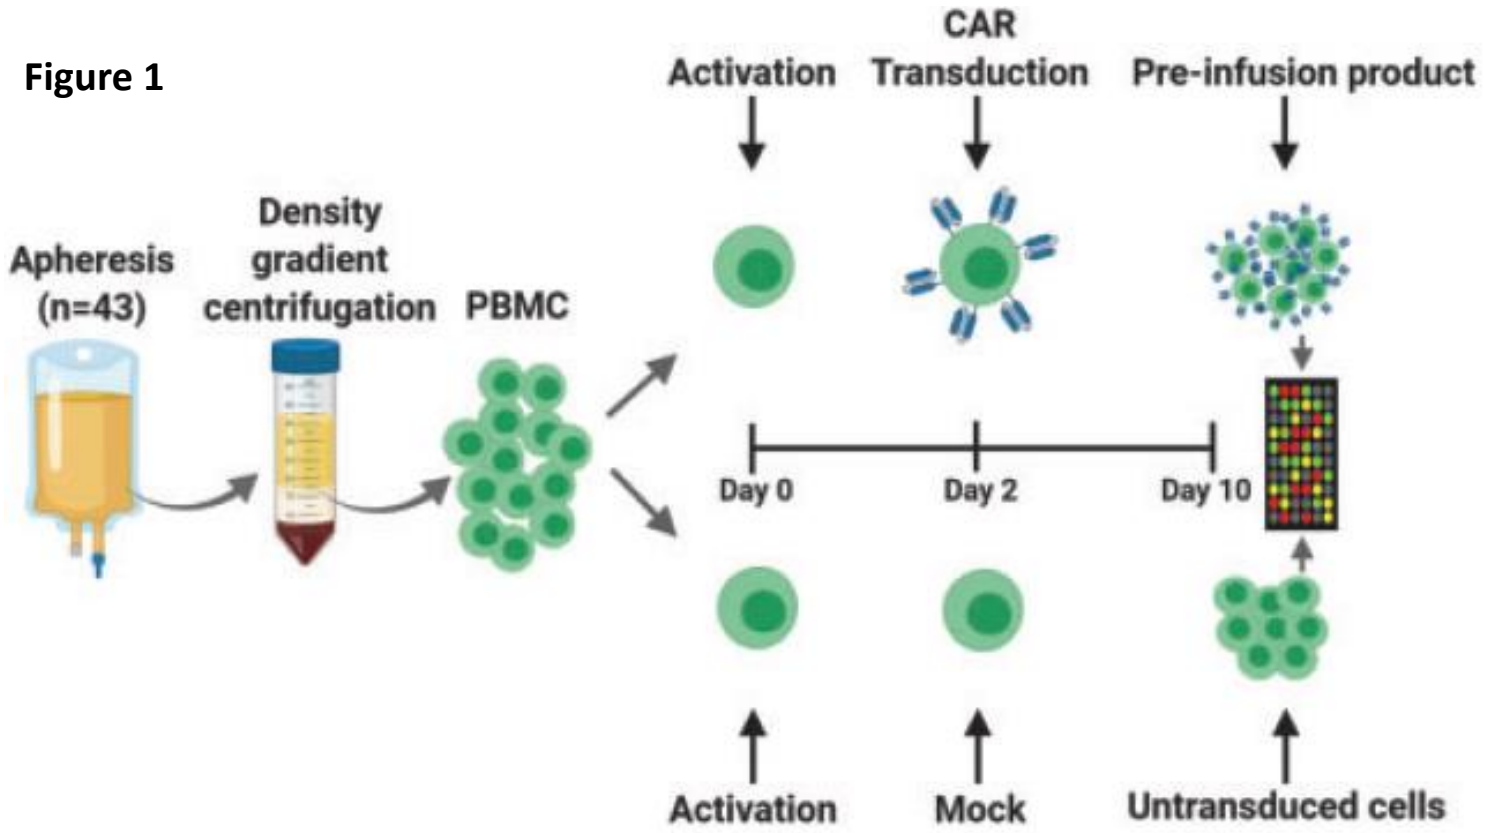 Figure 1
Apheresis
(n=43)
Density
gradient
centrifugation
PBMC
Activation
CAR
Transduction
Pre-infusion product
Day 0
Day 2
Day 10
Activation
Mock
Untransduced cells